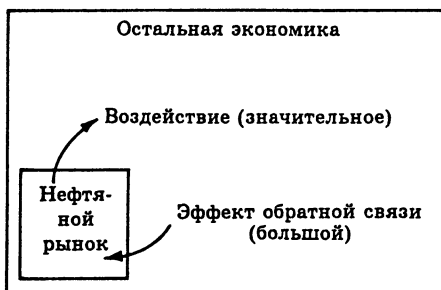 Остальная экономика
Воздействие (значительное)
Нефтя-
ной
рынок
Эффект обратной связи
(большой)